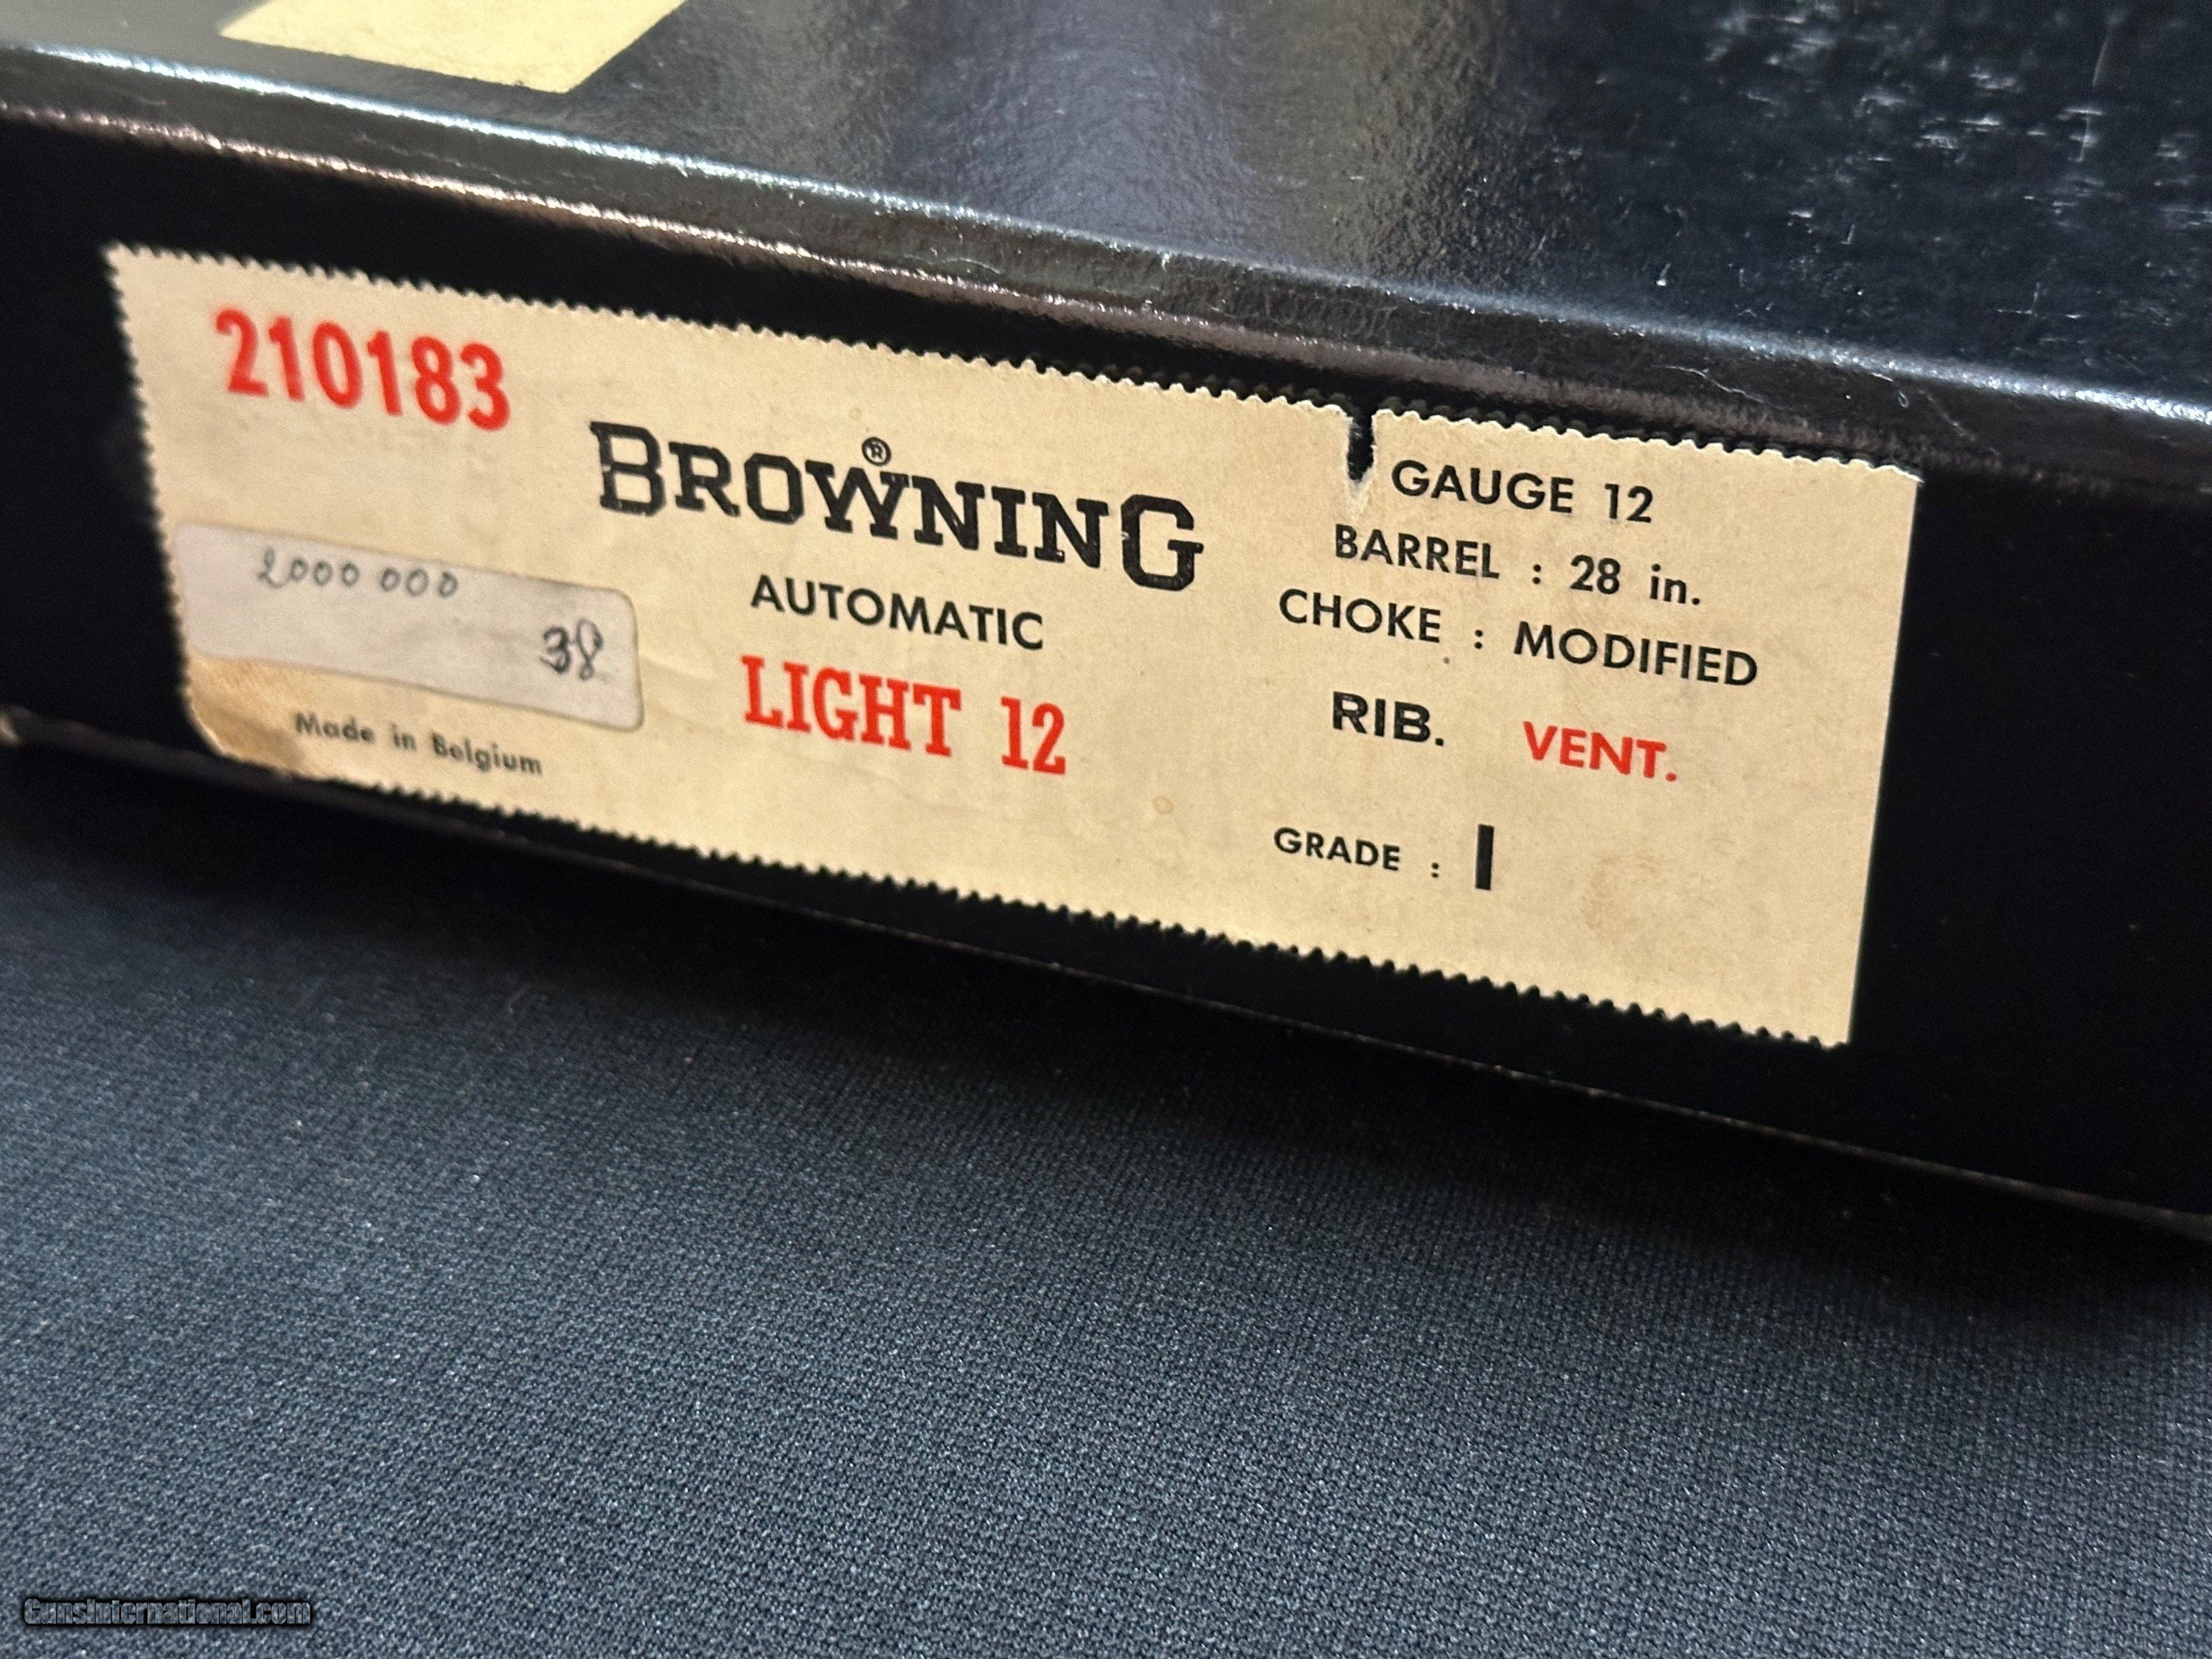 210183
BROWNING ®
AUTOMATIC
LIGHT 12
2000 000
38
Made in Belgium
GAUGE 12
BARREL : 28 in.
CHOKE : MODIFIED
RIB. VENT.
GRADE : I
GunsInternational.com